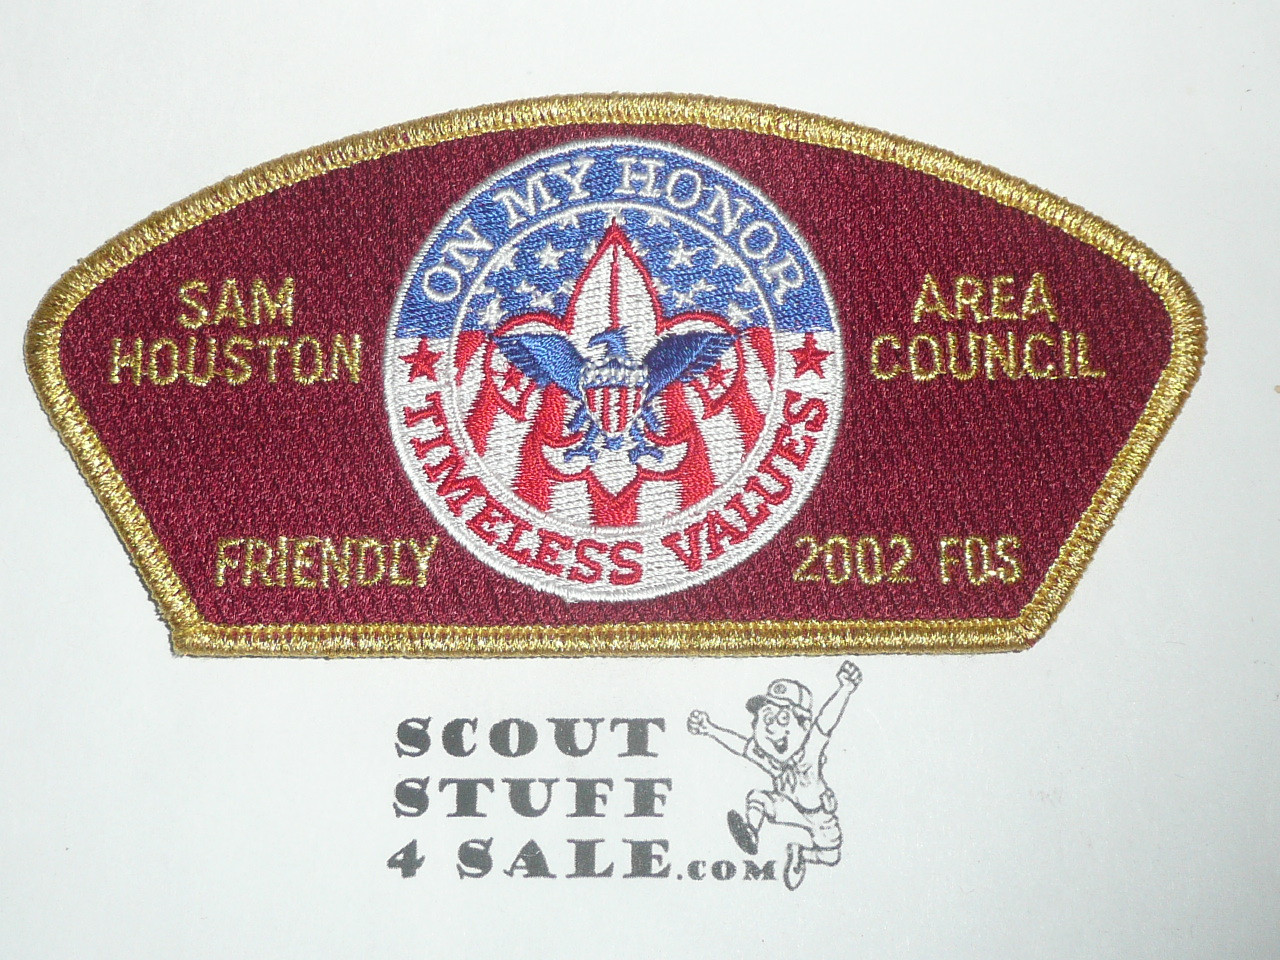 ON MY HONOR
SAM
HOUSTON
AREA
COUNCIL
TIMELESS VALUES
FRIENDLY
2002 FOS
SCOUT
STUFF
4 SALE.COM